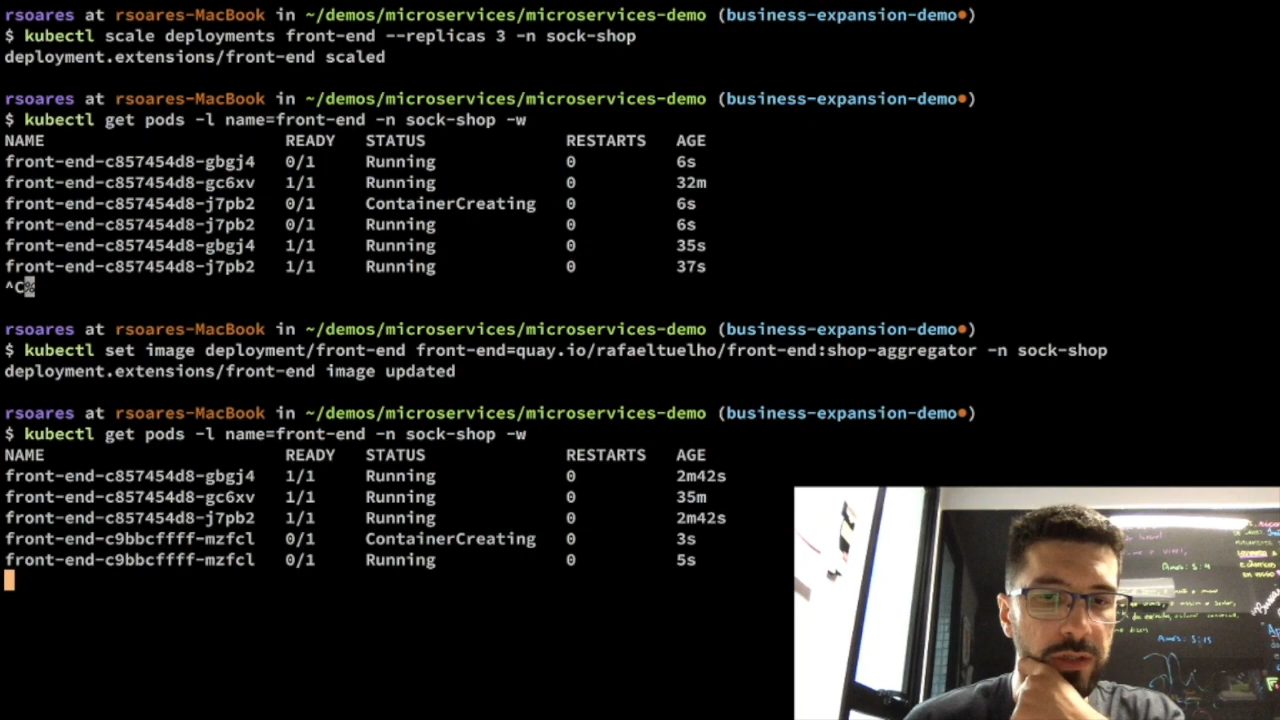 rsoares at rsoares-MacBook in ~/demos/microservices/microservices-demo (business-expansion-demo●)
$ kubectl scale deployments front-end --replicas 3 -n sock-shop
deployment.extensions/front-end scaled
rsoares at rsoares-MacBook in ~/demos/microservices/microservices-demo (business-expansion-demo●)
$ kubectl get pods -l name=front-end -n sock-shop -w
NAME READY STATUS RESTARTS AGE
front-end-c857454d8-gbgj4 0/1 Running 0 6s
front-end-c857454d8-gc6xv 1/1 Running 0 32m
front-end-c857454d8-j7pb2 0/1 ContainerCreating 0 6s
front-end-c857454d8-j7pb2 0/1 Running 0 6s
front-end-c857454d8-gbgj4 1/1 Running 0 35s
front-end-c857454d8-j7pb2 1/1 Running 0 37s
^C%
rsoares at rsoares-MacBook in ~/demos/microservices/microservices-demo (business-expansion-demo●)
$ kubectl set image deployment/front-end front-end=quay.io/rafaeltuelho/front-end:shop-aggregator -n sock-shop
deployment.extensions/front-end image updated
rsoares at rsoares-MacBook in ~/demos/microservices/microservices-demo (business-expansion-demo●)
$ kubectl get pods -l name=front-end -n sock-shop -w
NAME READY STATUS RESTARTS AGE
front-end-c857454d8-gbgj4 1/1 Running 0 2m42s
front-end-c857454d8-gc6xv 1/1 Running 0 35m
front-end-c857454d8-j7pb2 1/1 Running 0 2m42s
front-end-c9bbcffff-mzfcl 0/1 ContainerCreating 0 3s
front-end-c9bbcffff-mzfcl 0/1 Running 0 5s